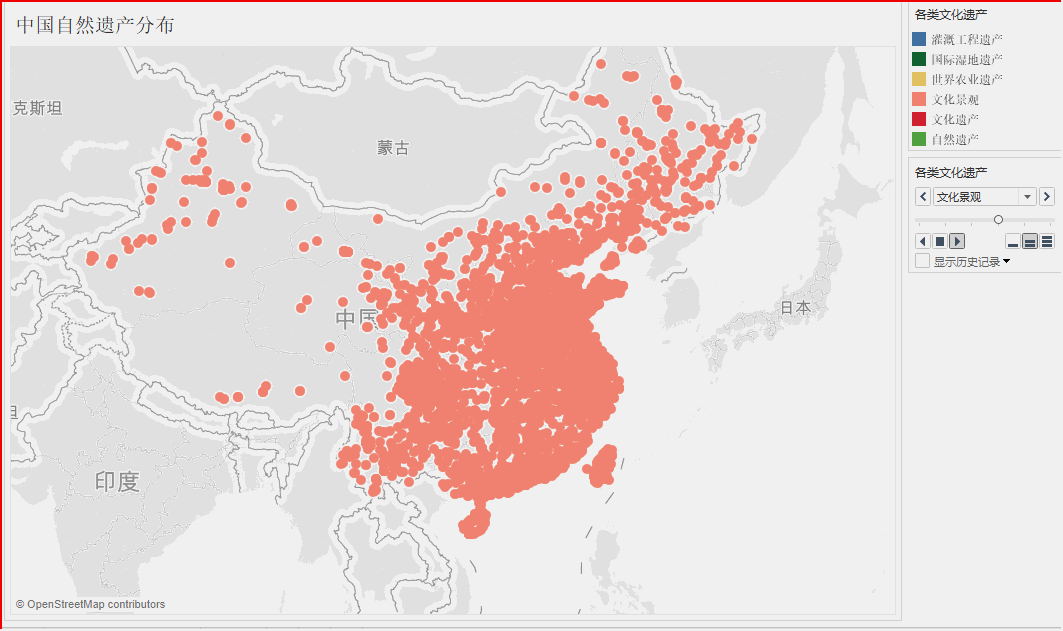 中国自然遗产分布
克斯坦
蒙古
中国
日本
印度
© OpenStreetMap contributors
各类文化遗产
灌溉工程遗产
国际湿地遗产
世界农业遗产
文化景观
文化遗产
自然遗产
各类文化遗产
文化景观
显示历史记录